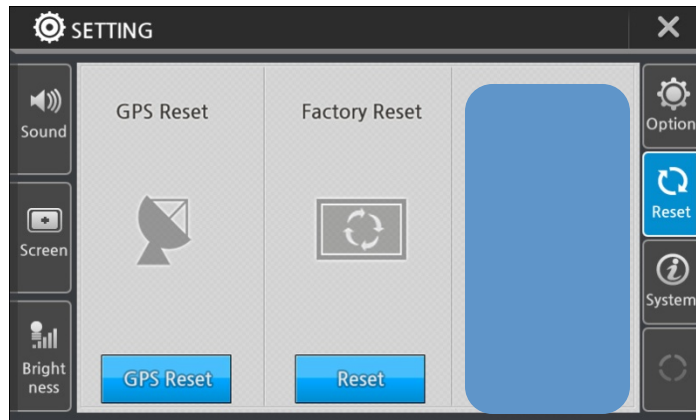 SETTING
Sound
Screen
Bright
ness
GPS Reset
GPS Reset
Factory Reset
Reset
Option
Reset
System